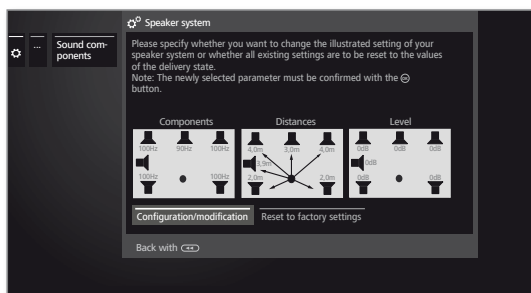 Speaker system
...
Sound com-
ponents
Please specify whether you want to change the illustrated setting of your
speaker system or whether all existing settings are to be reset to the values
of the delivery state.
Note: The newly selected parameter must be confirmed with the OK
button.
Components
Distances
Level
100Hz 90Hz 100Hz
4,0m 3,0m 4,0m
0dB 0dB 0dB
3,9m
0dB
100Hz 100Hz
2,0m 2,0m
0dB 0dB
Configuration/modification Reset to factory settings
Back with